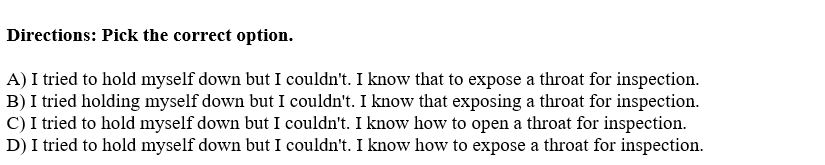 Directions: Pick the correct option.
A) I tried to hold myself down but I couldn't. I know that to expose a throat for inspection.
B) I tried holding myself down but I couldn't. I know that exposing a throat for inspection.
C) I tried to hold myself down but I couldn't. I know how to open a throat for inspection.
D) I tried to hold myself down but I couldn't. I know how to expose a throat for inspection.